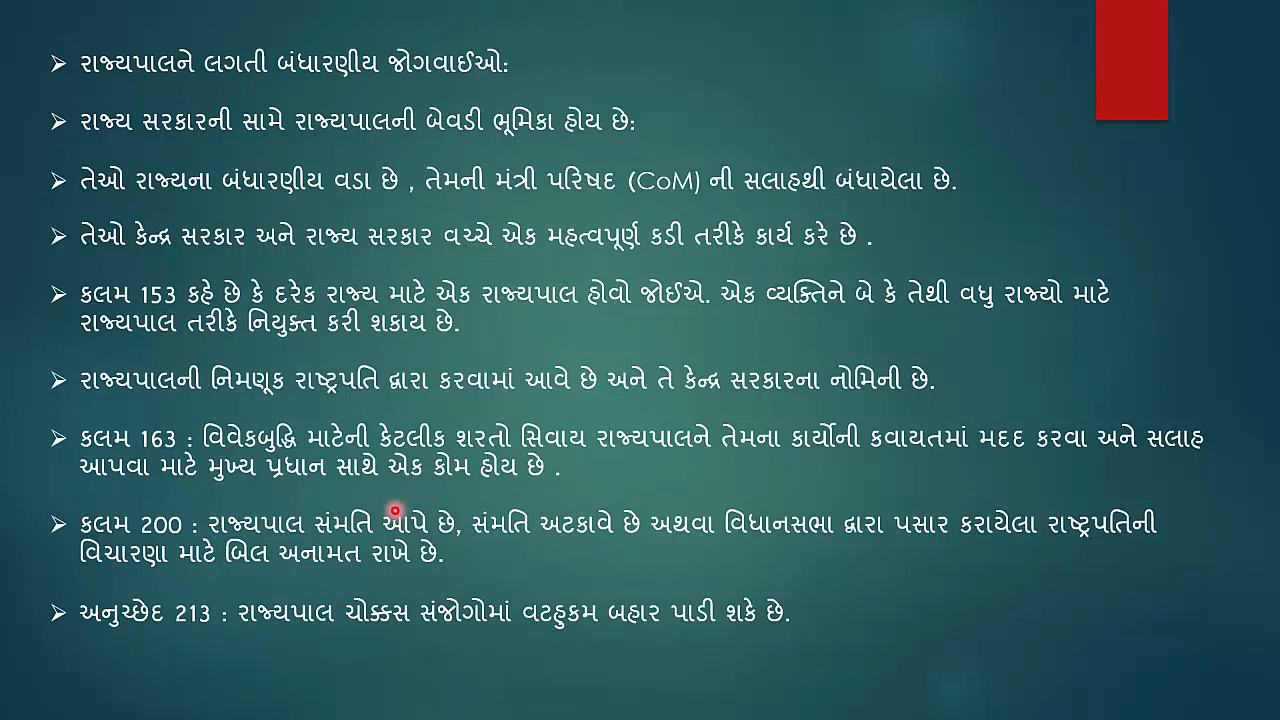 રાજ્યપાલને લગતી બંધારણીય જોગવાઈઓ:
રાજ્ય સરકારની સામે રાજ્યપાલની બેવડી ભૂમિકા હોય છે:
તેઓ રાજ્યના બંધારણીય વડા છે , તેમની મંત્રી પરિષદ (CoM) ની સલાહથી બંધાયેલા છે.
તેઓ કેન્દ્ર સરકાર અને રાજ્ય સરકાર વચ્ચે એક મહત્વપૂર્ણ કડી તરીકે કાર્ય કરે છે .
કલમ 153 કહે છે કે દરેક રાજ્ય માટે એક રાજ્યપાલ હોવો જોઈએ. એક વ્યક્તિને બે કે તેથી વધુ રાજ્યો માટે
રાજ્યપાલ તરીકે નિયુક્ત કરી શકાય છે.
રાજ્યપાલની નિમણૂક રાષ્ટ્રપતિ દ્વારા કરવામાં આવે છે અને તે કેન્દ્ર સરકારના નોમિની છે.
કલમ 163 : વિવેકબુદ્ધિ માટેની કેટલીક શરતો સિવાય રાજ્યપાલને તેમના કાર્યોની કવાયતમાં મદદ કરવા અને સલાહ
આપવા માટે મુખ્ય પ્રધાન સાથે એક કોમ હોય છે .
કલમ 200 : રાજ્યપાલ સંમતિ આપે છે, સંમતિ અટકાવે છે અથવા વિધાનસભા દ્વારા પસાર કરાયેલા રાષ્ટ્રપતિની
વિચારણા માટે બિલ અનામત રાખે છે.
અનુચ્છેદ 213 : રાજ્યપાલ ચોક્કસ સંજોગોમાં વટહુકમ બહાર પાડી શકે છે.